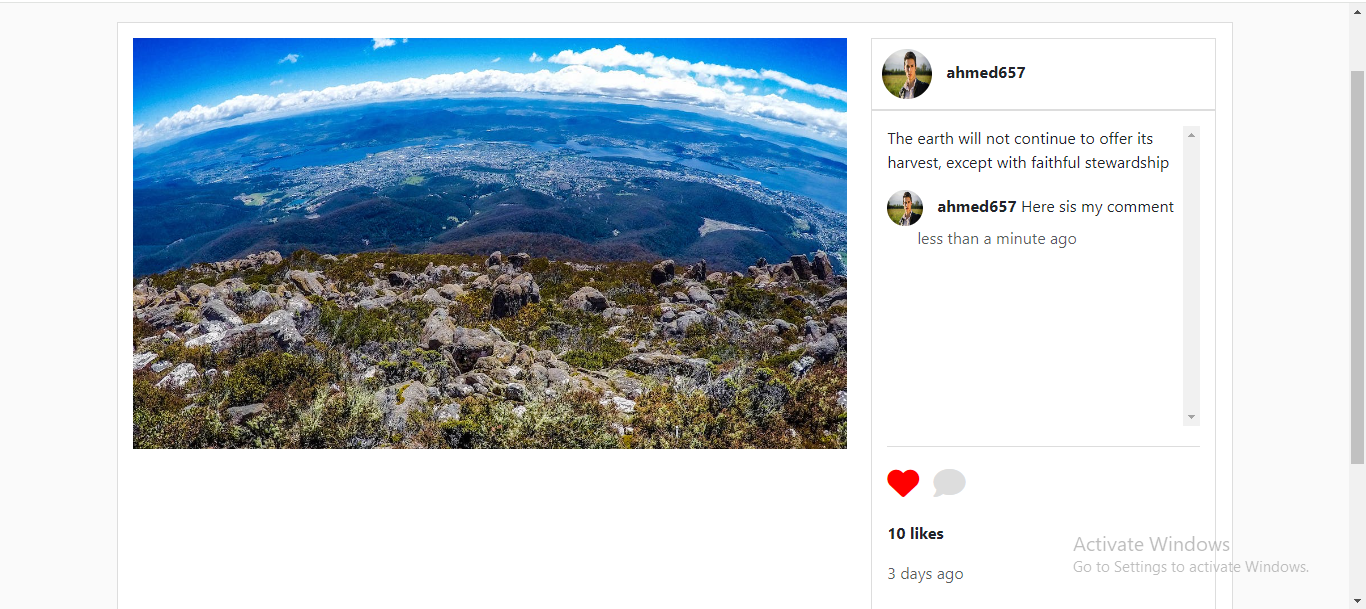 ahmed657
The earth will not continue to offer its
harvest, except with faithful stewardship
ahmed657 Here sis my comment
less than a minute ago
10 likes
3 days ago
Activate Windows
Go to Settings to activate Windows.